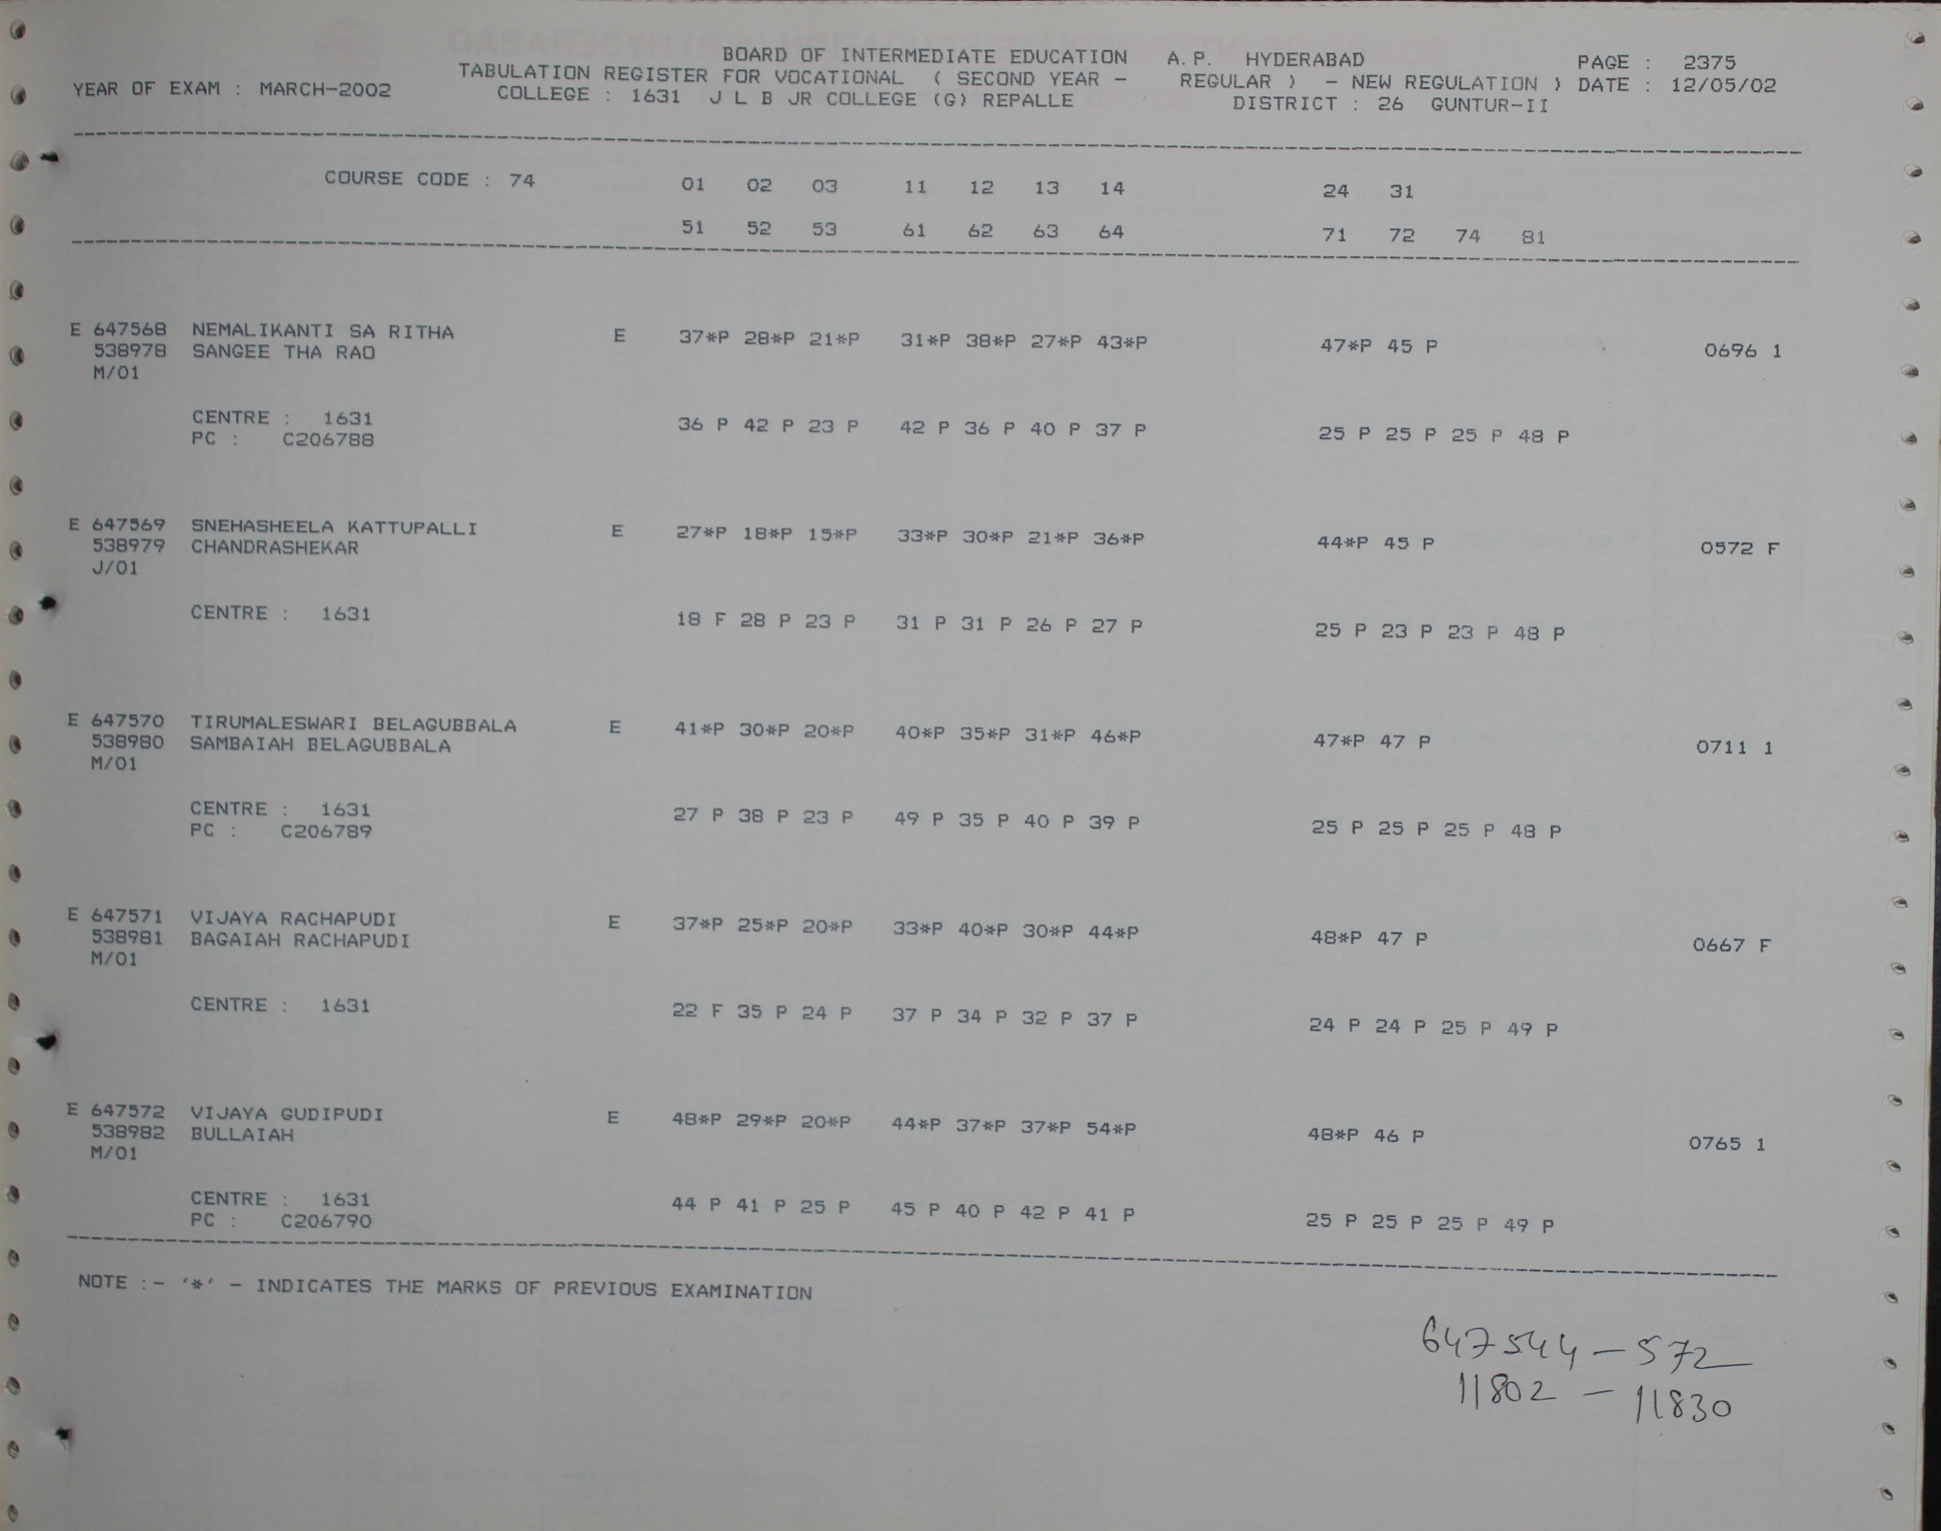 BOARD OF INTERMEDIATE EDUCATION A.P. HYDERABAD PAGE : 2375
TABULATION REGISTER FOR VOCATIONAL ( SECOND YEAR - REGULAR ) - NEW REGULATION ) DATE : 12/05/02
YEAR OF EXAM : MARCH-2002 COLLEGE : 1631 J L B JR COLLEGE (G) REPALLE DISTRICT : 26 GUNTUR-II
COURSE CODE : 74 01 02 03 11 12 13 14 24 31
51 52 53 61 62 63 64 71 72 74 81
E 647568 NEMALIKANTI SA RITHA E 37*P 28*P 21*P 31*P 38*P 27*P 43*P 47*P 45 P 0696 1
538978 SANGEE THA RAO
M/01
CENTRE : 1631 36 P 42 P 23 P 42 P 36 P 40 P 37 P 25 P 25 P 25 P 48 P
PC : C206788
E 647569 SNEHASHEELA KATTUPALLI E 27*P 18*P 15*P 33*P 30*P 21*P 36*P 44*P 45 P 0572 F
538979 CHANDRASHEKAR
J/01
CENTRE : 1631 18 F 28 P 23 P 31 P 31 P 26 P 27 P 25 P 23 P 23 P 48 P
E 647570 TIRUMALESWARI BELAGUBBALA E 41*P 30*P 20*P 40*P 35*P 31*P 46*P 47*P 47 P 0711 1
538980 SAMBAIAH BELAGUBBALA
M/01
CENTRE : 1631 27 P 38 P 23 P 49 P 35 P 40 P 39 P 25 P 25 P 25 P 48 P
PC : C206789
E 647571 VIJAYA RACHAPUDI E 37*P 25*P 20*P 33*P 40*P 30*P 44*P 48*P 47 P 0667 F
538981 BAGAIAH RACHAPUDI
M/01
CENTRE : 1631 22 F 35 P 24 P 37 P 34 P 32 P 37 P 24 P 24 P 25 P 49 P
E 647572 VIJAYA GUDIPUDI E 48*P 29*P 20*P 44*P 37*P 37*P 54*P 48*P 46 P 0765 1
538982 BULLAIAH
M/01
CENTRE : 1631 44 P 41 P 25 P 45 P 40 P 42 P 41 P 25 P 25 P 25 P 49 P
PC : C206790
NOTE :- '*' - INDICATES THE MARKS OF PREVIOUS EXAMINATION
647544 - 572
11802 - 11830